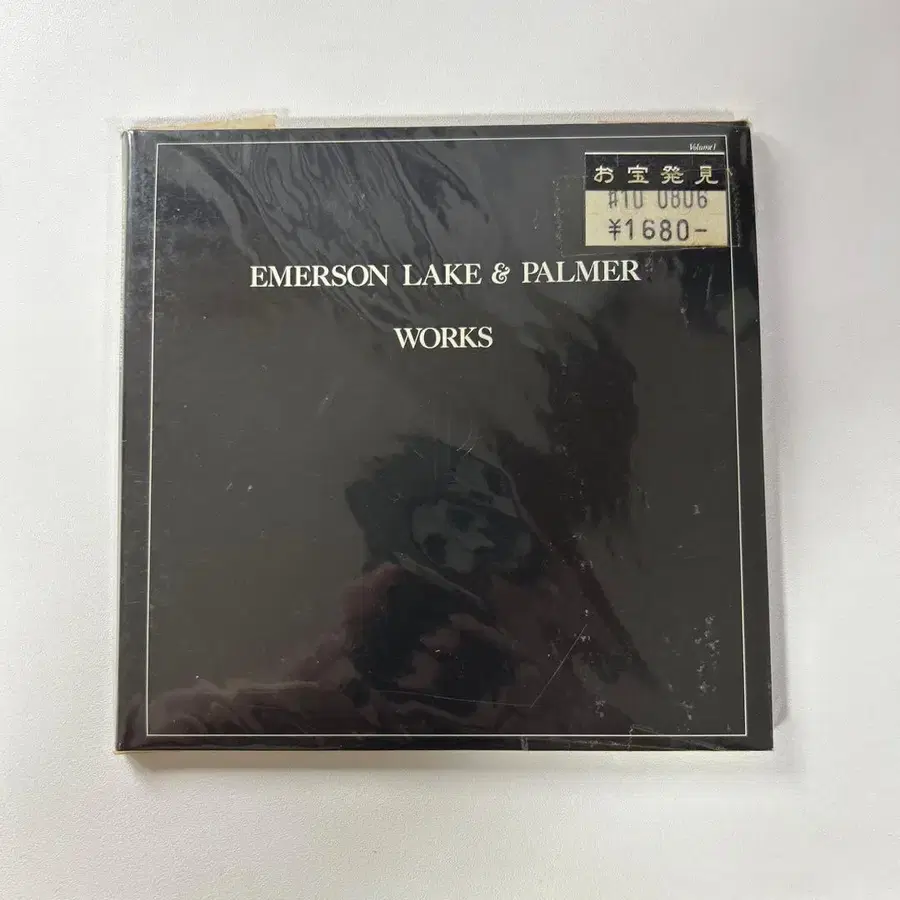 Volume 1
お宝発見
#10 0806
¥1680-
EMERSON LAKE & PALMER
WORKS